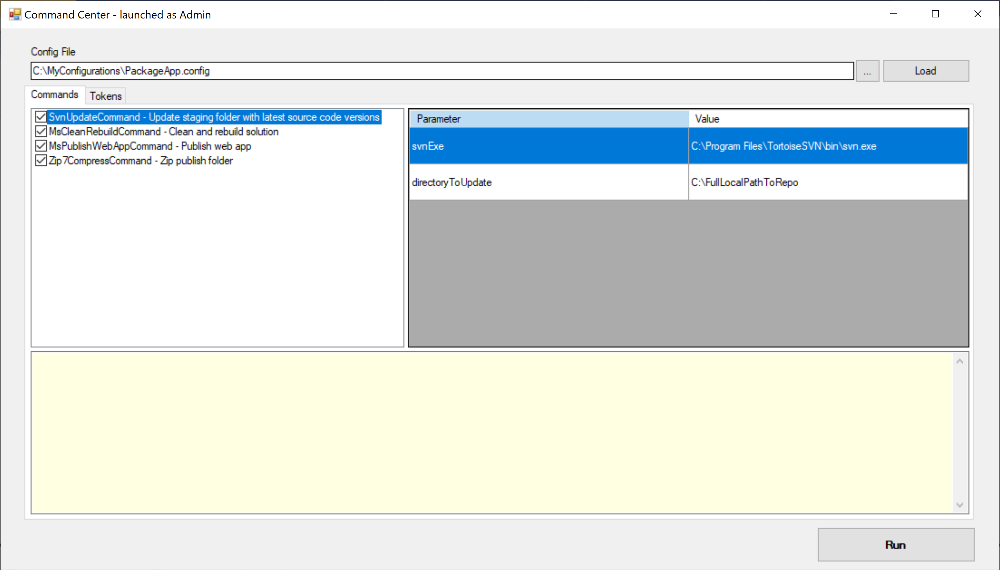 Command Center - launched as Admin
Config File
C:\MyConfigurations\PackageApp.config
...
Load
Commands
Tokens
SvnUpdateCommand - Update staging folder with latest source code versions
MsCleanRebuildCommand - Clean and rebuild solution
MsPublishWebAppCommand - Publish web app
Zip7CompressCommand - Zip publish folder
Parameter Value
svnExe C:\Program Files\TortoiseSVN\bin\svn.exe
directoryToUpdate C:\FullLocalPathToRepo
Run